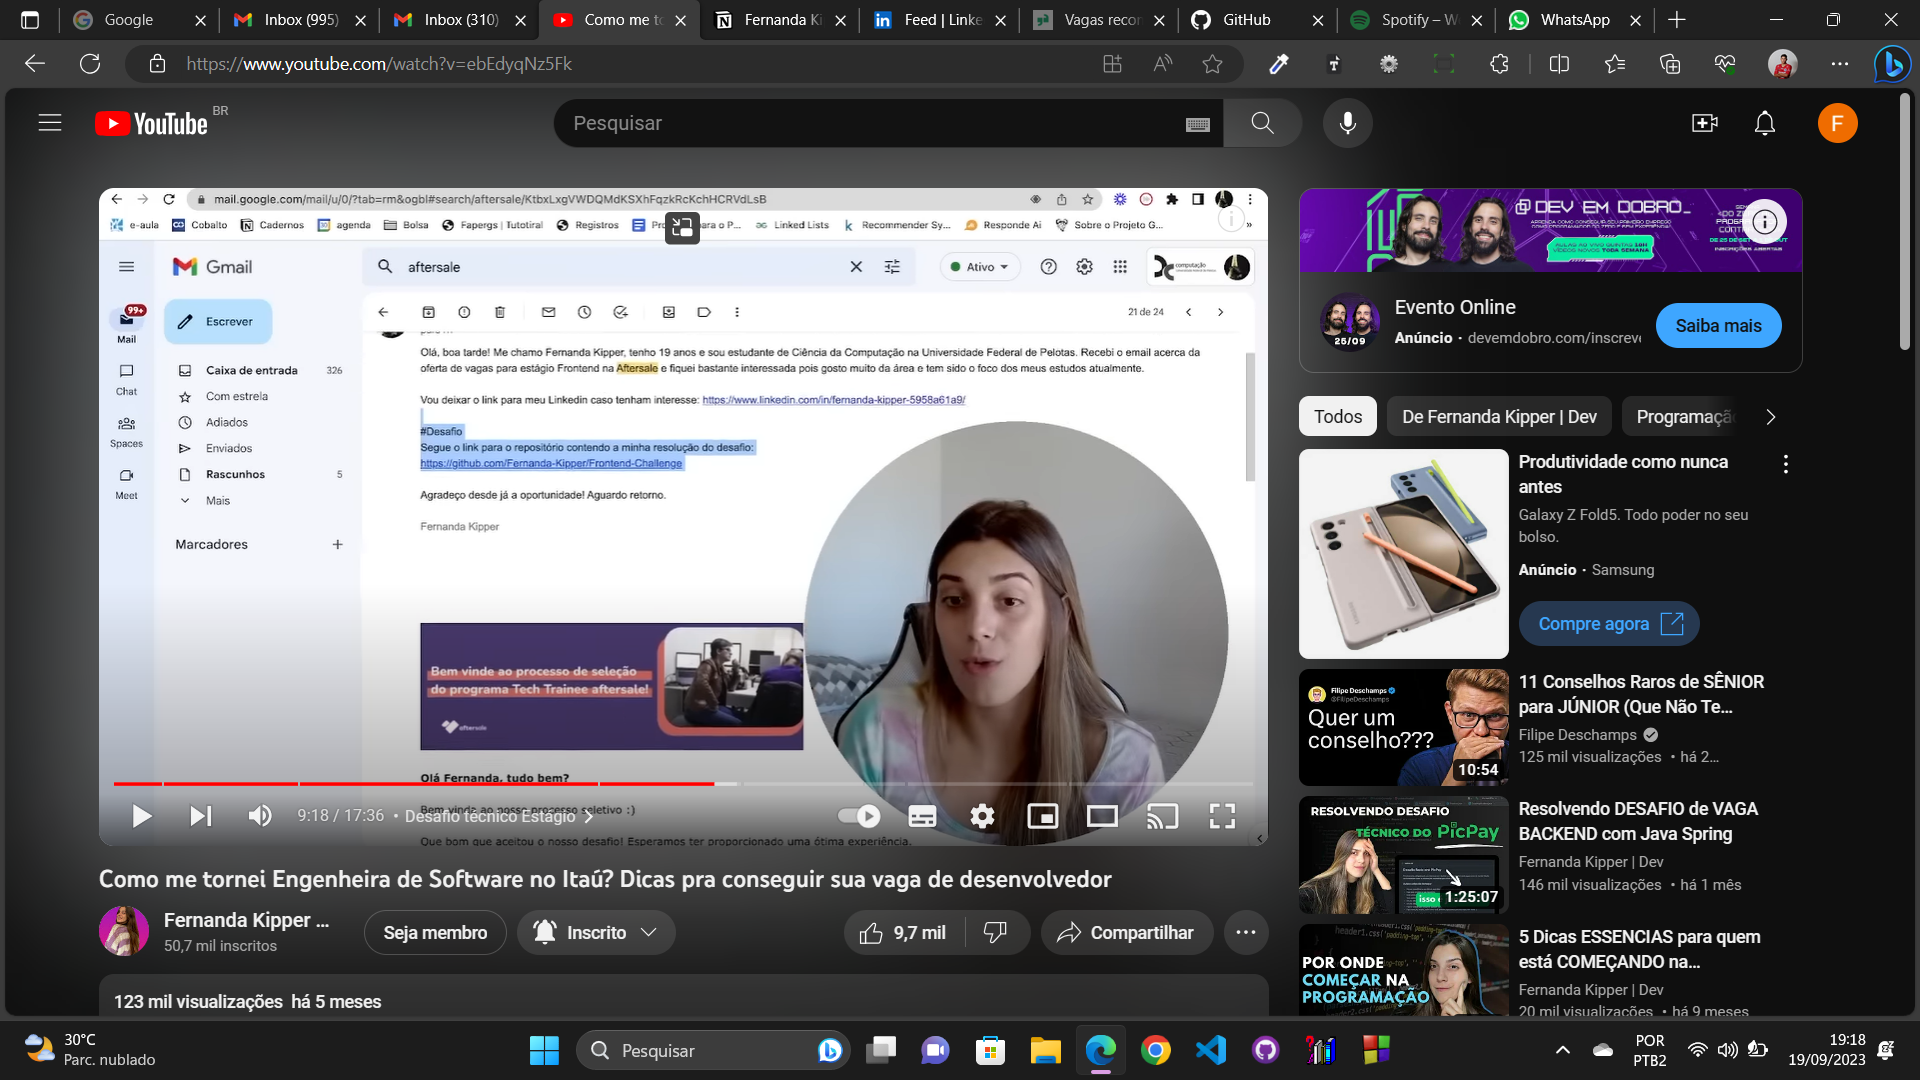 Google
Inbox (995)
Inbox (310)
Como me to
Fernanda Ki
Feed | Linke
Vagas recor
GitHub
Spotify – W
WhatsApp
https://www.youtube.com/watch?v=ebEdyqNz5Fk
YouTube BR
Pesquisar
F
mail.google.com/mail/u/0/?tab=rm&ogbl#search/aftersale/KtbxLxgVWDQMdKSXhFqzkRcKchHCRVdLsB
e-aula
Cobalto
Cadernos
agenda
Bolsa
Fapergs | Tutotiral
Registros
ara o P...
Linked Lists
Recommender Sy...
Responde Ai
Sobre o Projeto G...
»
Gmail
aftersale
Ativo
computação
99+
Mail
Chat
Spaces
Meet
Escrever
Caixa de entrada 326
Com estrela
Adiados
Enviados
Rascunhos 5
Mais
Marcadores
21 de 24
Olá, boa tarde! Me chamo Fernanda Kipper, tenho 19 anos e sou estudante de Ciência da Computação na Universidade Federal de Pelotas. Recebi o email acerca da
oferta de vagas para estágio Frontend na Aftersale e fiquei bastante interessada pois gosto muito da área e tem sido o foco dos meus estudos atualmente.
Vou deixar o link para meu Linkedin caso tenham interesse: https://www.linkedin.com/in/fernanda-kipper-5958a61a9/
#Desafio
Segue o link para o repositório contendo a minha resolução do desafio:
https://github.com/Fernanda-Kipper/Frontend-Challenge
Agradeço desde já a oportunidade! Aguardo retorno.
Fernanda Kipper
Bem vinde ao processo de seleção
do programa Tech Trainee aftersale!
aftersale
Olá Fernanda, tudo bem?
Bem vinde ao nosso processo seletivo :)
Que bom que aceitou o nosso desafio! Esperamos ter proporcionado uma ótima experiência.
9:18 / 17:36 • Desafio técnico Estágio
Como me tornei Engenheira de Software no Itaú? Dicas pra conseguir sua vaga de desenvolvedor
Fernanda Kipper ...
50,7 mil inscritos
Seja membro
Inscrito
9,7 mil
Compartilhar
123 mil visualizações há 5 meses
DEV EM DOBRO_
AULAS AO VIVO QUINTAS 19H
VÍDEOS NOVOS TODA SEMANA
25/09
Evento Online
Anúncio · devemdobro.com/inscreve
Saiba mais
Todos
De Fernanda Kipper | Dev
Programação
Produtividade como nunca
antes
Galaxy Z Fold5. Todo poder no seu
bolso.
Anúncio · Samsung
Compre agora
Filipe Deschamps
@FilipeDeschamps
Quer um
conselho???
10:54
11 Conselhos Raros de SÊNIOR
para JÚNIOR (Que Não Te...
Filipe Deschamps
125 mil visualizações • há 2...
RESOLVENDO DESAFIO
TÉCNICO DO PICPAY
isso
1:25:07
Resolvendo DESAFIO de VAGA
BACKEND com Java Spring
Fernanda Kipper | Dev
146 mil visualizações • há 1 mês
POR ONDE
COMEÇAR NA
PROGRAMAÇÃO
5 Dicas ESSENCIAS para quem
está COMEÇANDO na...
Fernanda Kipper | Dev
20 mil visualizações • há 9 meses
30°C
Parc. nublado
Pesquisar
POR
PTB2
19:18
19/09/2023